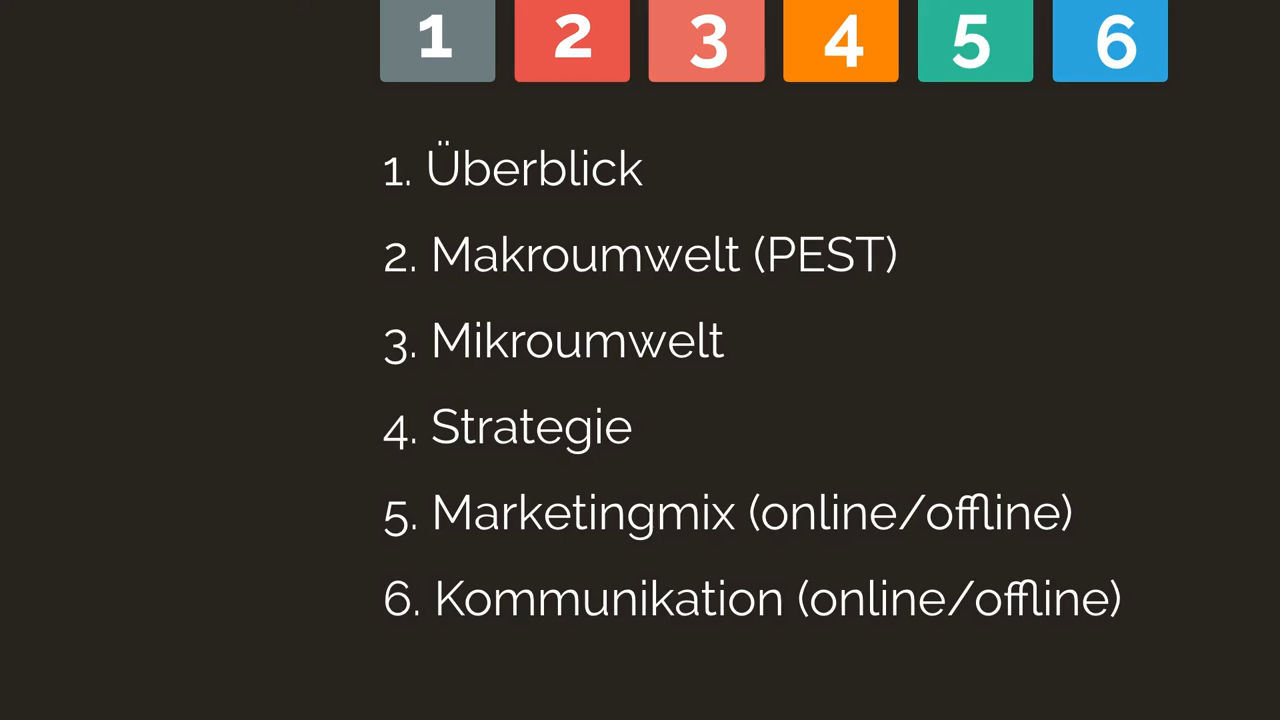 1 2 3 4 5 6
1. Überblick
2. Makroumwelt (PEST)
3. Mikroumwelt
4. Strategie
5. Marketingmix (online/offline)
6. Kommunikation (online/offline)